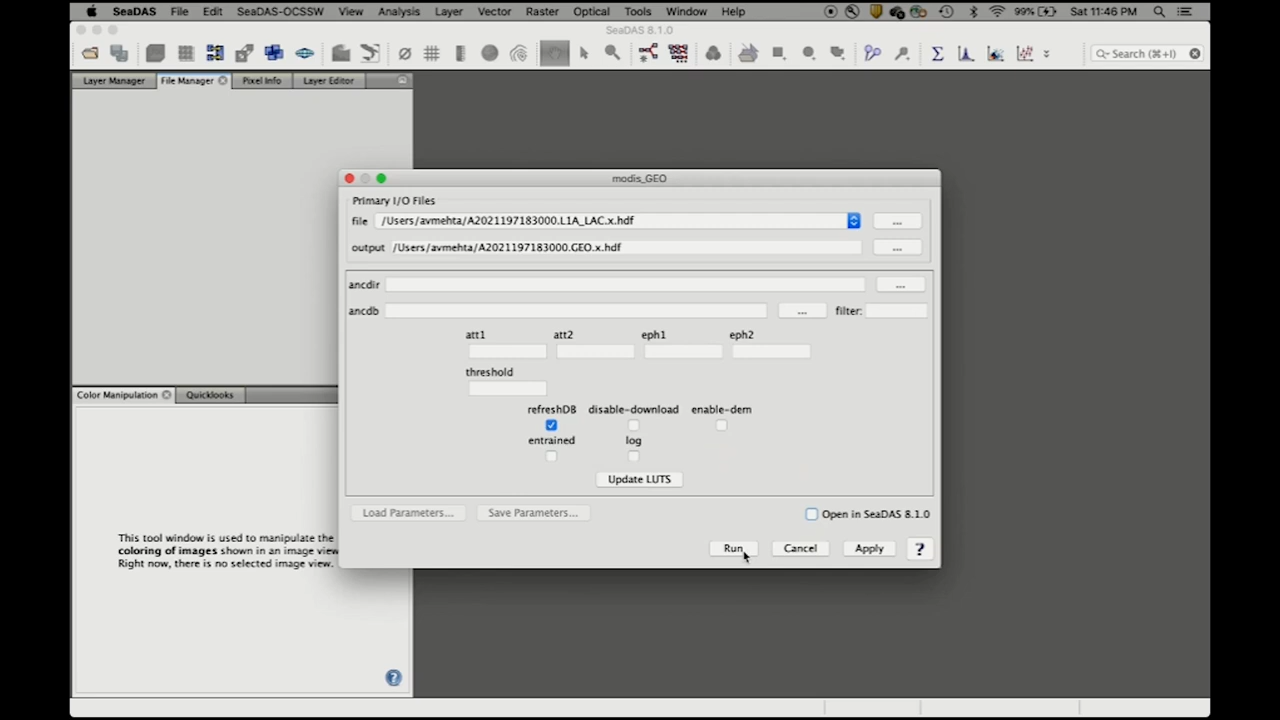 SeaDAS File Edit SeaDAS-OCSSW View Analysis Layer Vector Raster Optical Tools Window Help 99% Sat 11:46 PM
SeaDAS 8.1.0
Search (⌘+I)
Layer Manager File Manager Pixel Info Layer Editor
modis_GEO
Primary I/O Files
file /Users/avmehta/A2021197183000.L1A_LAC.x.hdf ...
output /Users/avmehta/A2021197183000.GEO.x.hdf ...
ancdir ...
ancdb ... filter:
att1 att2 eph1 eph2
threshold
refreshDB disable-download enable-dem
entrained log
Update LUTS
Load Parameters... Save Parameters... Open in SeaDAS 8.1.0
Run Cancel Apply ?
Color Manipulation Quicklooks
This tool window is used to manipulate the
coloring of images shown in an image view
Right now, there is no selected image view.
?